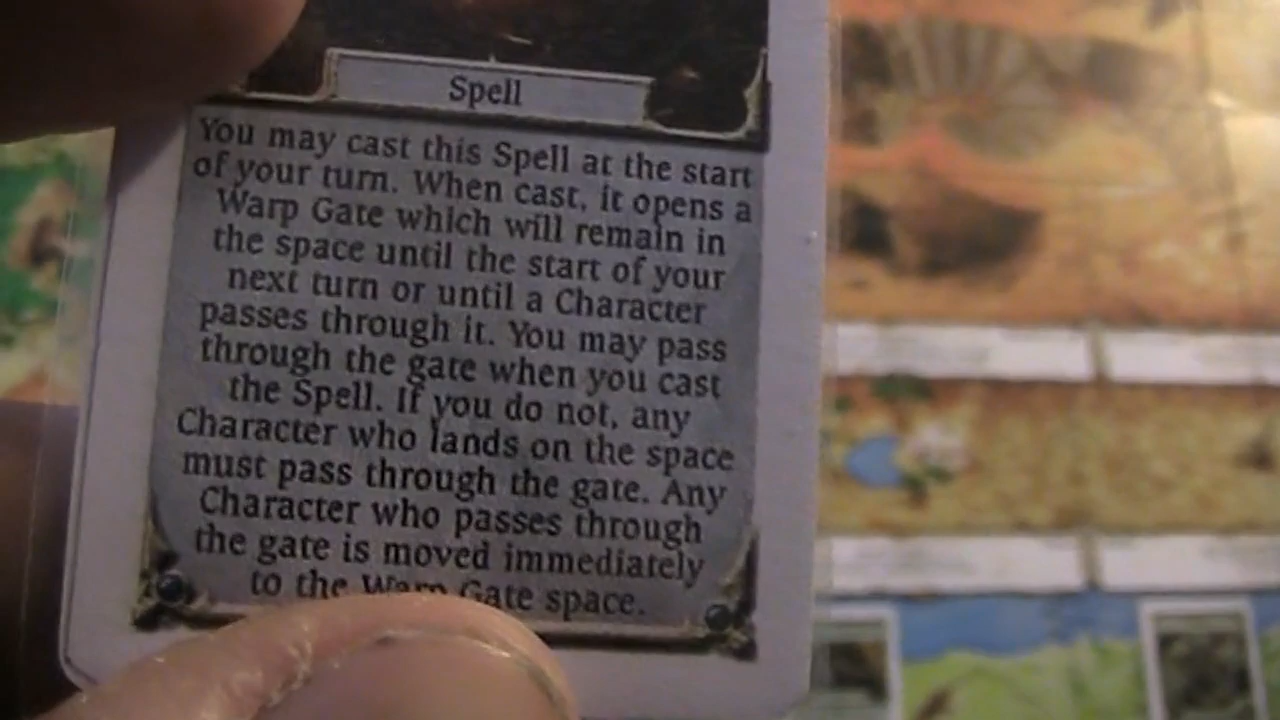 Spell
You may cast this Spell at the start
of your turn. When cast, it opens a
Warp Gate which will remain in
the space until the start of your
next turn or until a Character
passes through it. You may pass
through the gate when you cast
the Spell. If you do not, any
Character who lands on the space
must pass through the gate. Any
Character who passes through
the gate is moved immediately
to the Warp Gate space.